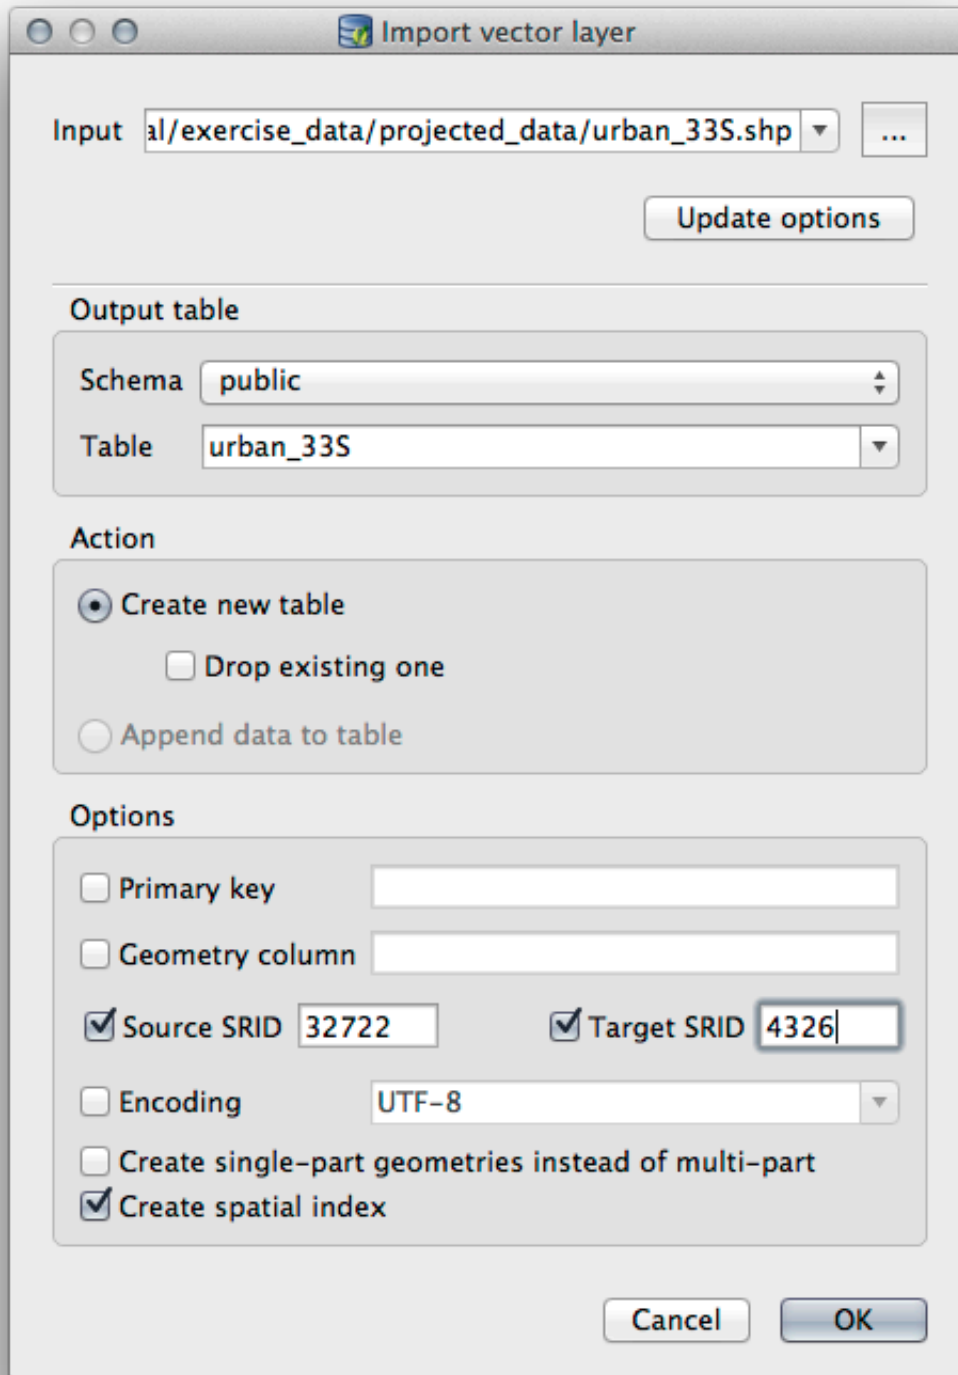 Import vector layer
Input al/exercise_data/projected_data/urban_33S.shp ...
Update options
Output table
Schema public
Table urban_33S
Action
Create new table
Drop existing one
Append data to table
Options
Primary key
Geometry column
Source SRID 32722 Target SRID 4326
Encoding UTF-8
Create single-part geometries instead of multi-part
Create spatial index
Cancel OK